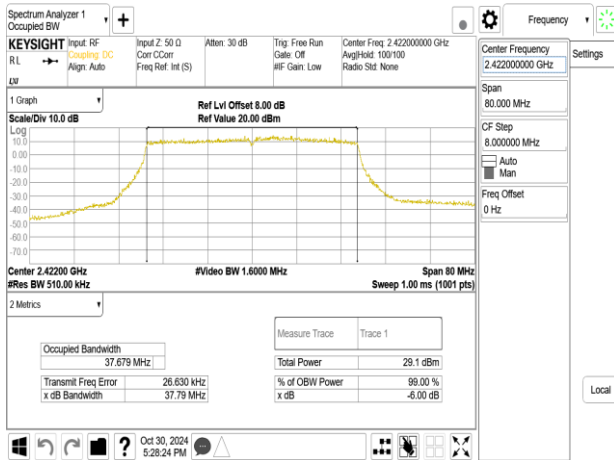 Spectrum Analyzer 1
Occupied BW
Frequency
KEYSIGHT
RL
LXI
Input: RF
Coupling: DC
Align: Auto
Input Z: 50 Ω
Corr CCorr
Freq Ref: Int (S)
Atten: 30 dB
Trig: Free Run
Gate: Off
#IF Gain: Low
Center Freq: 2.422000000 GHz
Avg|Hold: 100/100
Radio Std: None
Center Frequency
2.422000000 GHz
Settings
Span
80.000 MHz
CF Step
8.000000 MHz
Auto
Man
Freq Offset
0 Hz
Local
1 Graph
Scale/Div 10.0 dB
Ref Lvl Offset 8.00 dB
Ref Value 20.00 dBm
Log
10.0
0.00
-10.0
-20.0
-30.0
-40.0
-50.0
-60.0
-70.0
Center 2.42200 GHz
#Video BW 1.6000 MHz
Span 80 MHz
#Res BW 510.00 kHz
Sweep 1.00 ms (1001 pts)
2 Metrics
Measure Trace Trace 1
Occupied Bandwidth
37.679 MHz
Total Power 29.1 dBm
Transmit Freq Error 26.630 kHz
% of OBW Power 99.00 %
x dB Bandwidth 37.79 MHz
x dB -6.00 dB
?
Oct 30, 2024
5:28:24 PM